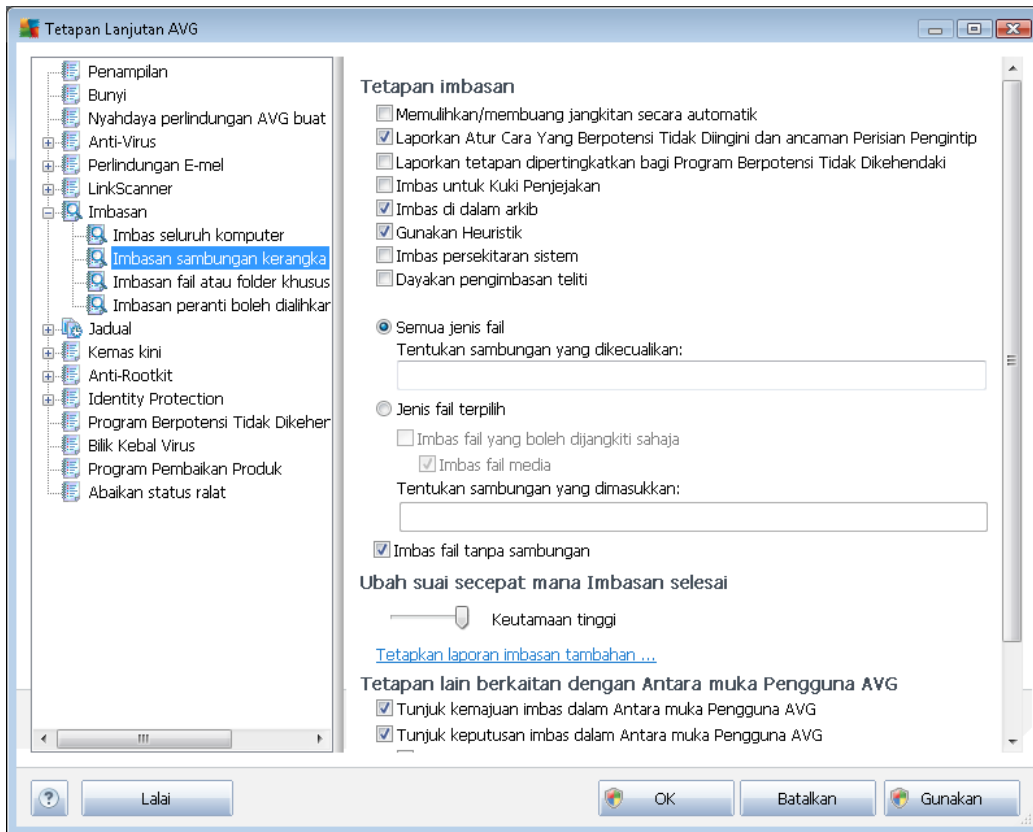 Tetapan Lanjutan AVG
Penampilan
Bunyi
Nyahdaya perlindungan AVG buat
Anti-Virus
Perlindungan E-mel
LinkScanner
Imbasan
Imbas seluruh komputer
Imbasan sambungan kerangka
Imbasan fail atau folder khusus
Imbasan peranti boleh dialihkan
Jadual
Kemas kini
Anti-Rootkit
Identity Protection
Program Berpotensi Tidak Dikeher
Bilik Kebal Virus
Program Pembaikan Produk
Abaikan status ralat
Tetapan imbasan
Memulihkan/membuang jangkitan secara automatik
Laporkan Atur Cara Yang Berpotensi Tidak Diingini dan ancaman Perisian Pengintip
Laporkan tetapan dipertingkatkan bagi Program Berpotensi Tidak Dikehendaki
Imbas untuk Kuki Penjejakan
Imbas di dalam arkib
Gunakan Heuristik
Imbas persekitaran sistem
Dayakan pengimbasan teliti
Semua jenis fail
Tentukan sambungan yang dikecualikan:
Jenis fail terpilih
Imbas fail yang boleh dijangkiti sahaja
Imbas fail media
Tentukan sambungan yang dimasukkan:
Imbas fail tanpa sambungan
Ubah suai secepat mana Imbasan selesai
Keutamaan tinggi
Tetapkan laporan imbasan tambahan ...
Tetapan lain berkaitan dengan Antara muka Pengguna AVG
Tunjuk kemajuan imbas dalam Antara muka Pengguna AVG
Tunjuk keputusan imbas dalam Antara muka Pengguna AVG
?
Lalai
OK
Batalkan
Gunakan